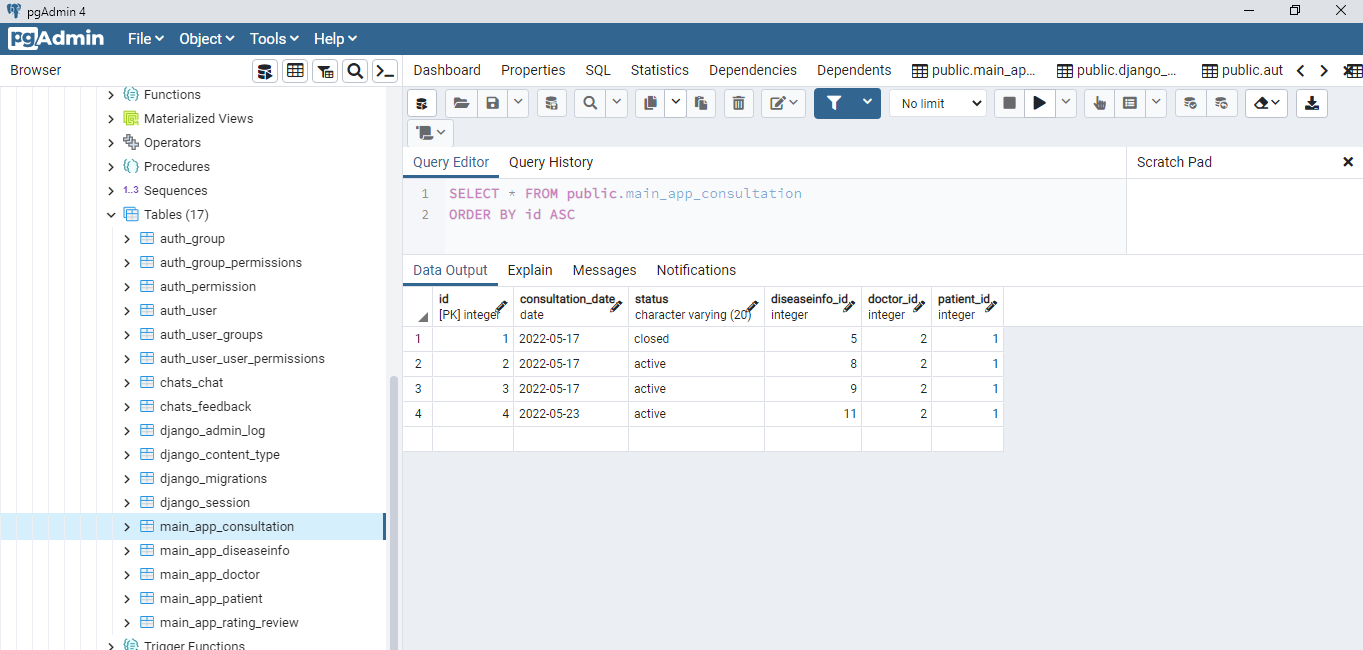 pgAdmin 4
pgAdmin File Object Tools Help
Browser
Dashboard Properties SQL Statistics Dependencies Dependents public.main_ap... public.django_... public.aut
No limit
Functions
Materialized Views
Operators
Procedures
1..3 Sequences
Tables (17)
auth_group
auth_group_permissions
auth_permission
auth_user
auth_user_groups
auth_user_user_permissions
chats_chat
chats_feedback
django_admin_log
django_content_type
django_migrations
django_session
main_app_consultation
main_app_diseaseinfo
main_app_doctor
main_app_patient
main_app_rating_review
Trigger Functions
Query Editor Query History
Scratch Pad
1 SELECT * FROM public.main_app_consultation
2 ORDER BY id ASC
Data Output Explain Messages Notifications
id consultation_date status diseaseinfo_id doctor_id patient_id
[PK] integer date character varying (20) integer integer integer
1 1 2022-05-17 closed 5 2 1
2 2 2022-05-17 active 8 2 1
3 3 2022-05-17 active 9 2 1
4 4 2022-05-23 active 11 2 1